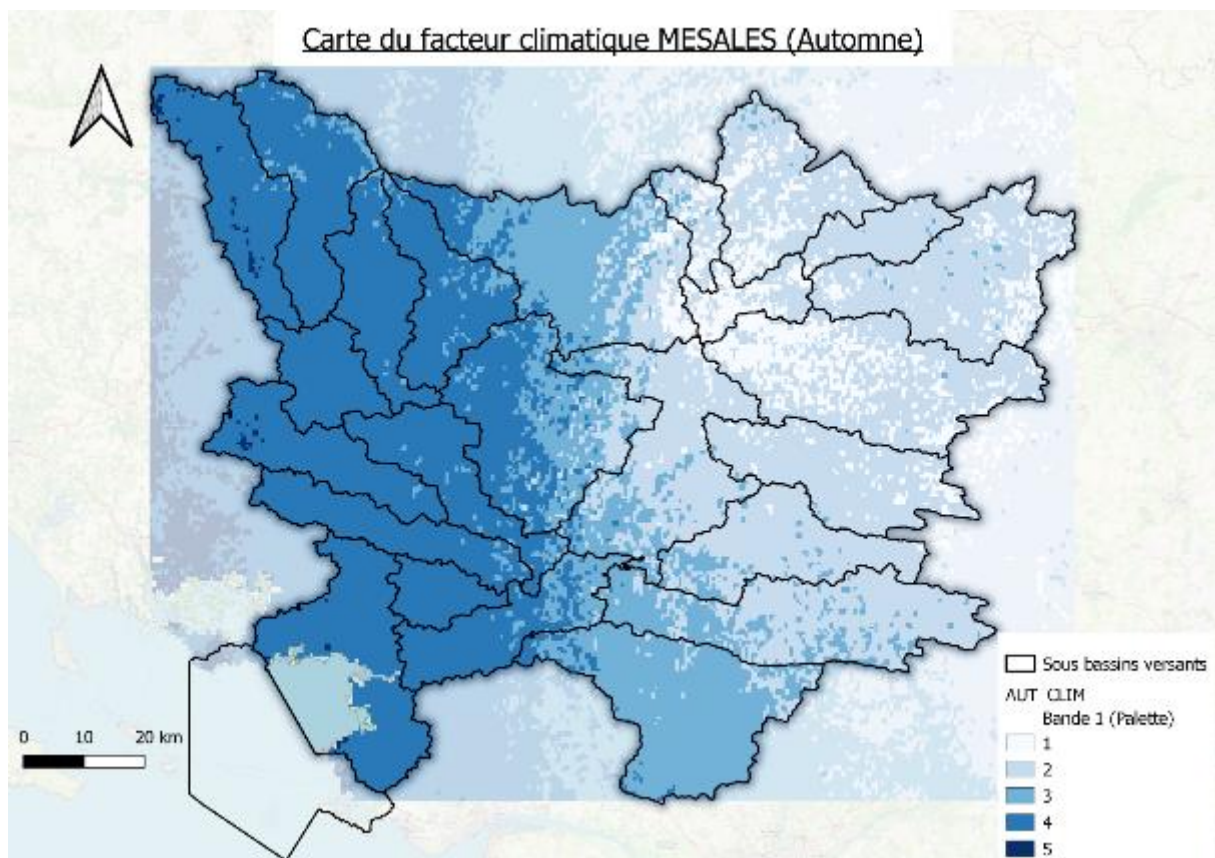 Carte du facteur climatique MESALES (Automne)
Sous bassins versants
AUT CLIM
Bande 1 (Palette)
1
2
3
4
5
0 10 20 km